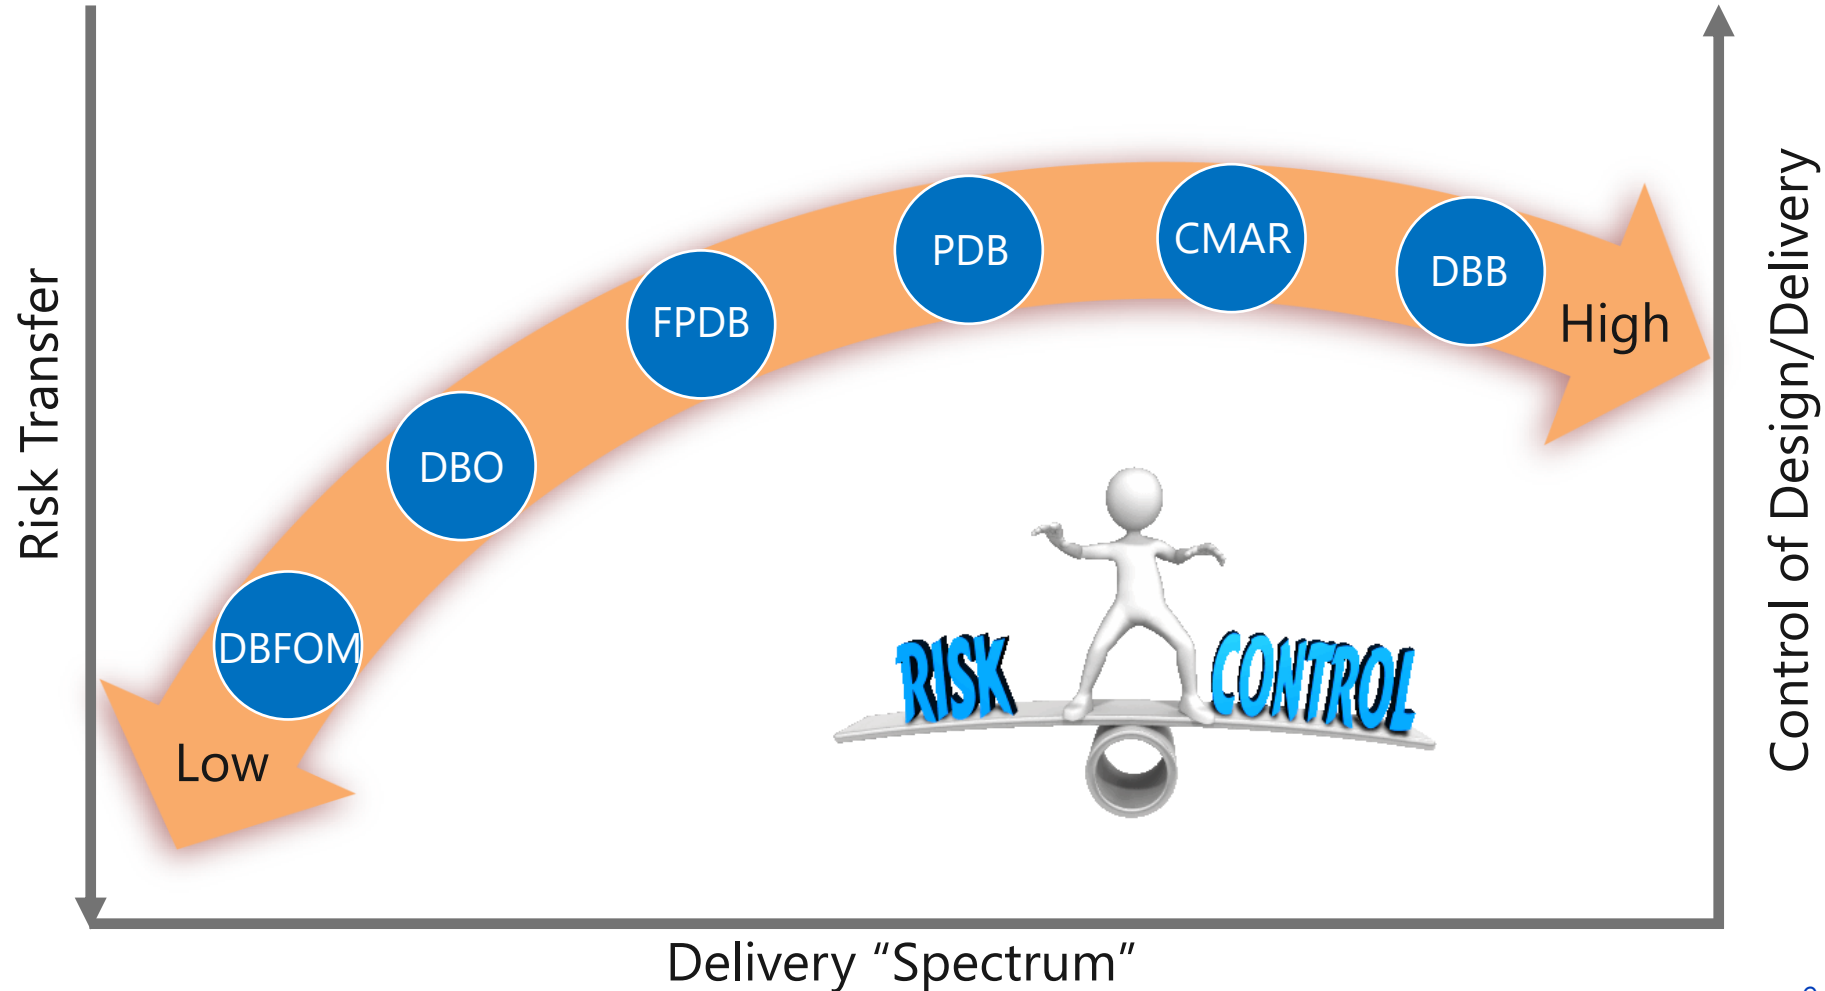 Risk Transfer
DBFOM
DBO
FPDB
PDB
CMAR
DBB
Low
High
RISK
CONTROL
Control of Design/Delivery
Delivery “Spectrum”